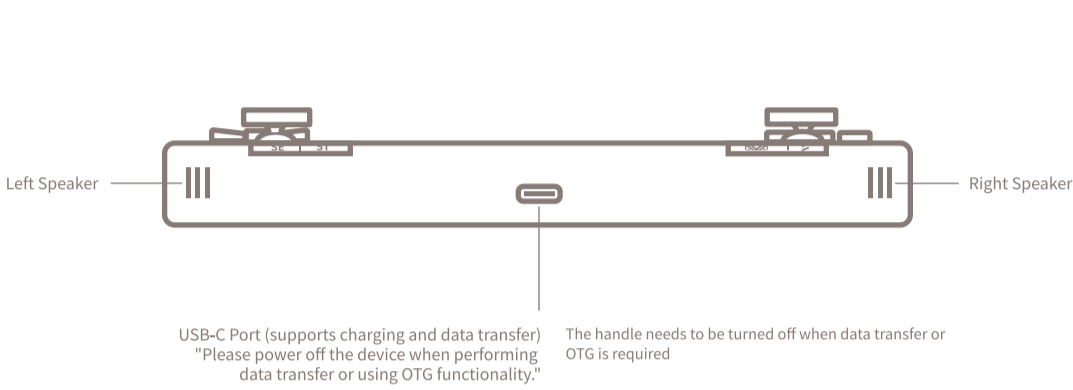 SE ST
Left Speaker
Right Speaker
USB-C Port (supports charging and data transfer)
"Please power off the device when performing
data transfer or using OTG functionality."
The handle needs to be turned off when data transfer or
OTG is required